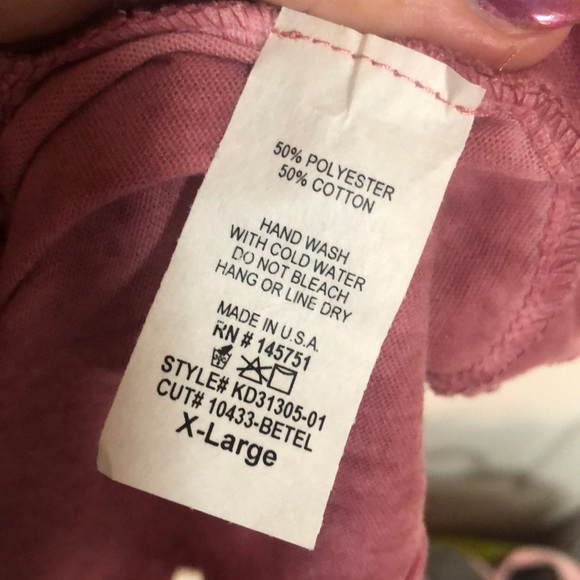 50% POLYESTER
50% COTTON
HAND WASH
WITH COLD WATER
DO NOT BLEACH
HANG OR LINE DRY
MADE IN U.S.A.
RN # 145751
STYLE# KD31305-01
CUT# 10433-BETEL
X-Large